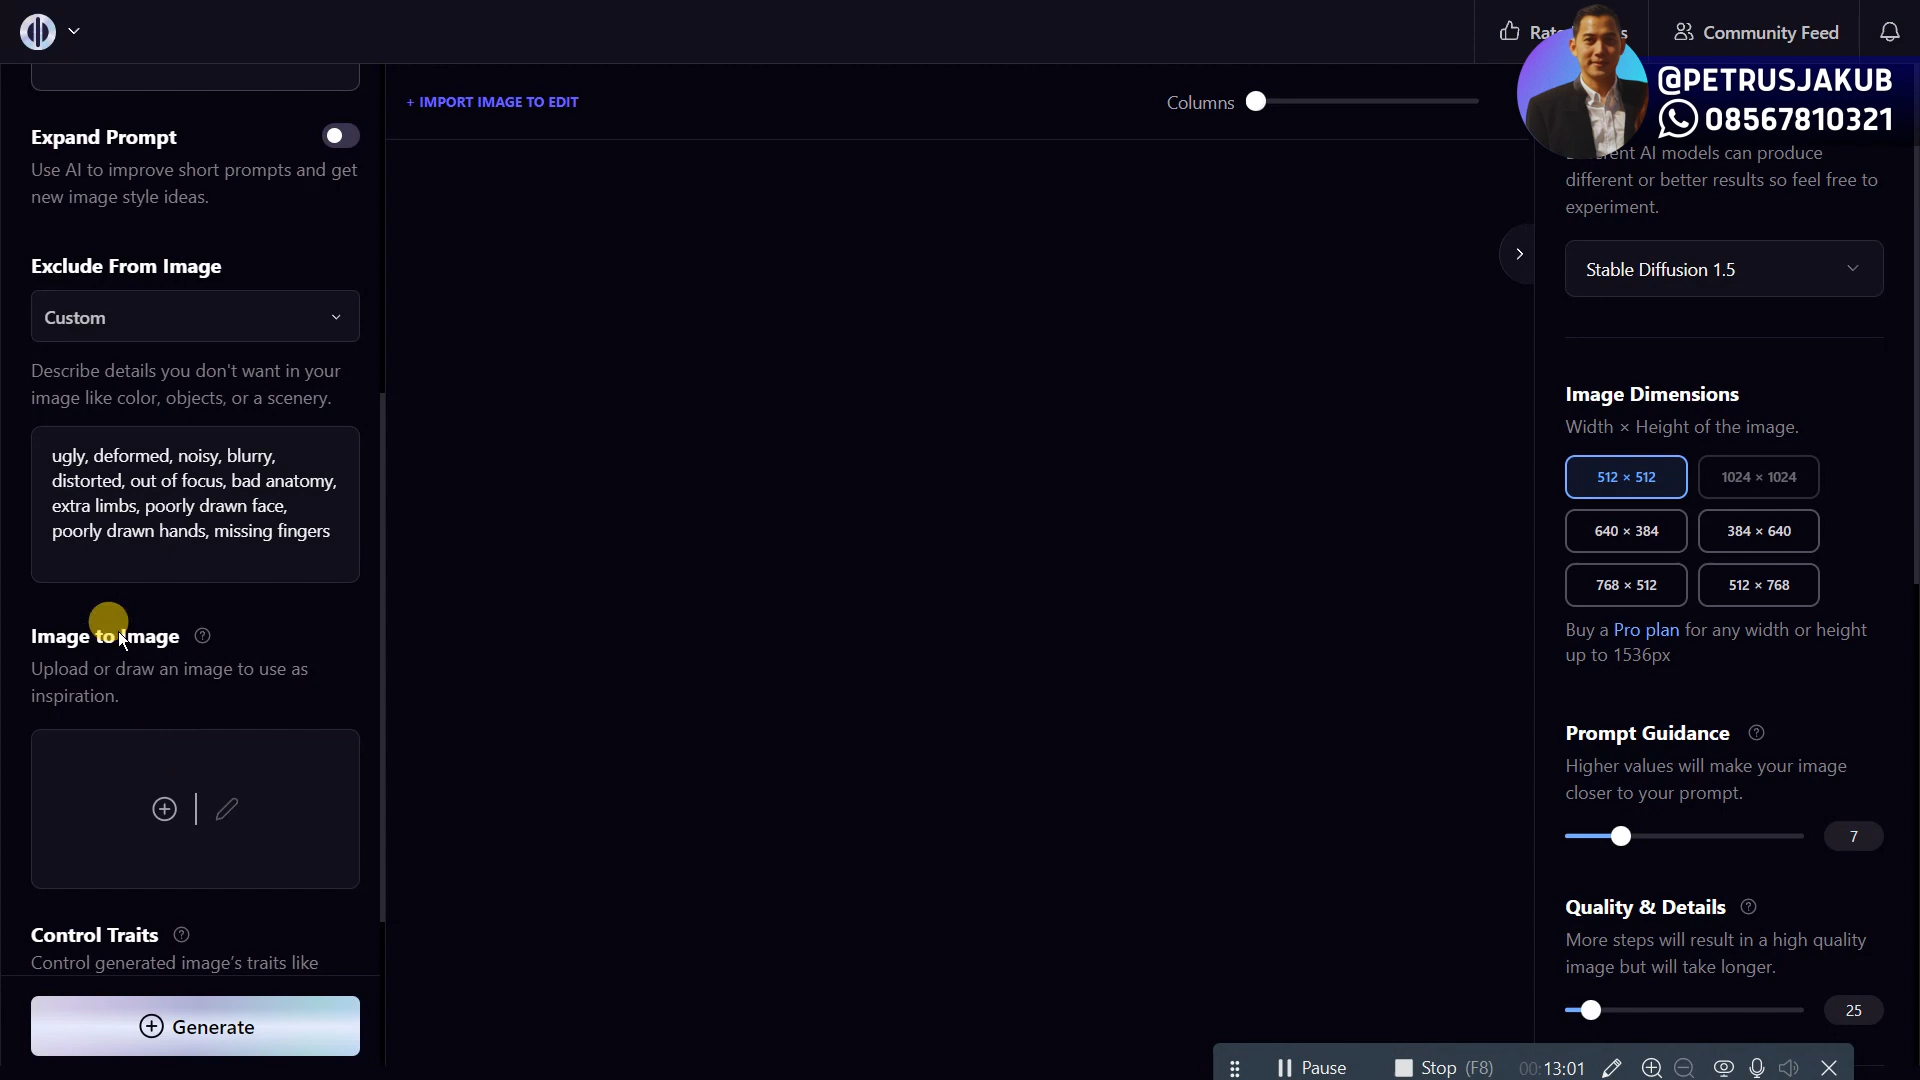 Community Feed
@PETRUSJAKUB
08567810321
+ IMPORT IMAGE TO EDIT
Columns
Expand Prompt
Use AI to improve short prompts and get
new image style ideas.
Exclude From Image
Custom
Describe details you don't want in your
image like color, objects, or a scenery.
ugly, deformed, noisy, blurry,
distorted, out of focus, bad anatomy,
extra limbs, poorly drawn face,
poorly drawn hands, missing fingers
Image to Image
Upload or draw an image to use as
inspiration.
Control Traits
Control generated image's traits like
Generate
AI models can produce
different or better results so feel free to
experiment.
Stable Diffusion 1.5
Image Dimensions
Width × Height of the image.
512 × 512
1024 × 1024
640 × 384
384 × 640
768 × 512
512 × 768
Buy a Pro plan for any width or height
up to 1536px
Prompt Guidance
Higher values will make your image
closer to your prompt.
7
Quality & Details
More steps will result in a high quality
image but will take longer.
25
Pause
Stop (F8)
00:13:01